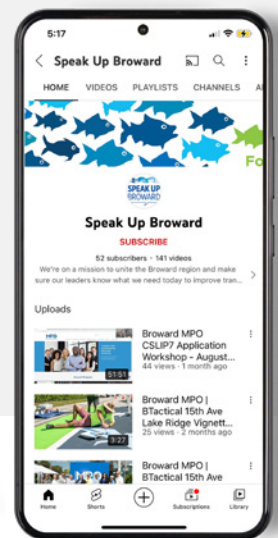 5:17
Speak Up Broward
HOME VIDEOS PLAYLISTS CHANNELS
Fo
SPEAK UP
BROWARD
Speak Up Broward
SUBSCRIBE
52 subscribers • 141 videos
We're on a mission to unite the Broward region and make
sure our leaders know what we need today to improve tran...
Uploads
Broward MPO
CSLIP7 Application
Workshop - August...
44 views · 1 month ago
51:51
Broward MPO |
BTactical 15th Ave
Lake Ridge Vignett...
25 views · 2 months ago
3:27
Broward MPO |
BTactical 15th Ave
Home Shorts Subscriptions Library